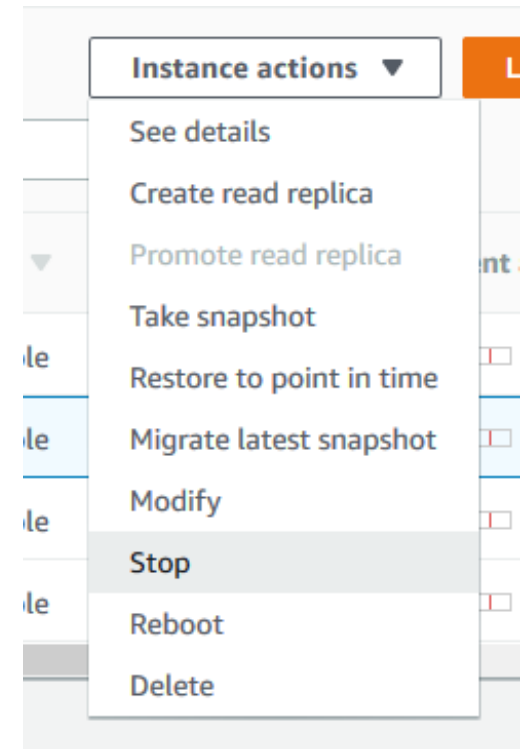 Instance actions
See details
Create read replica
Promote read replica
Take snapshot
Restore to point in time
Migrate latest snapshot
Modify
Stop
Reboot
Delete